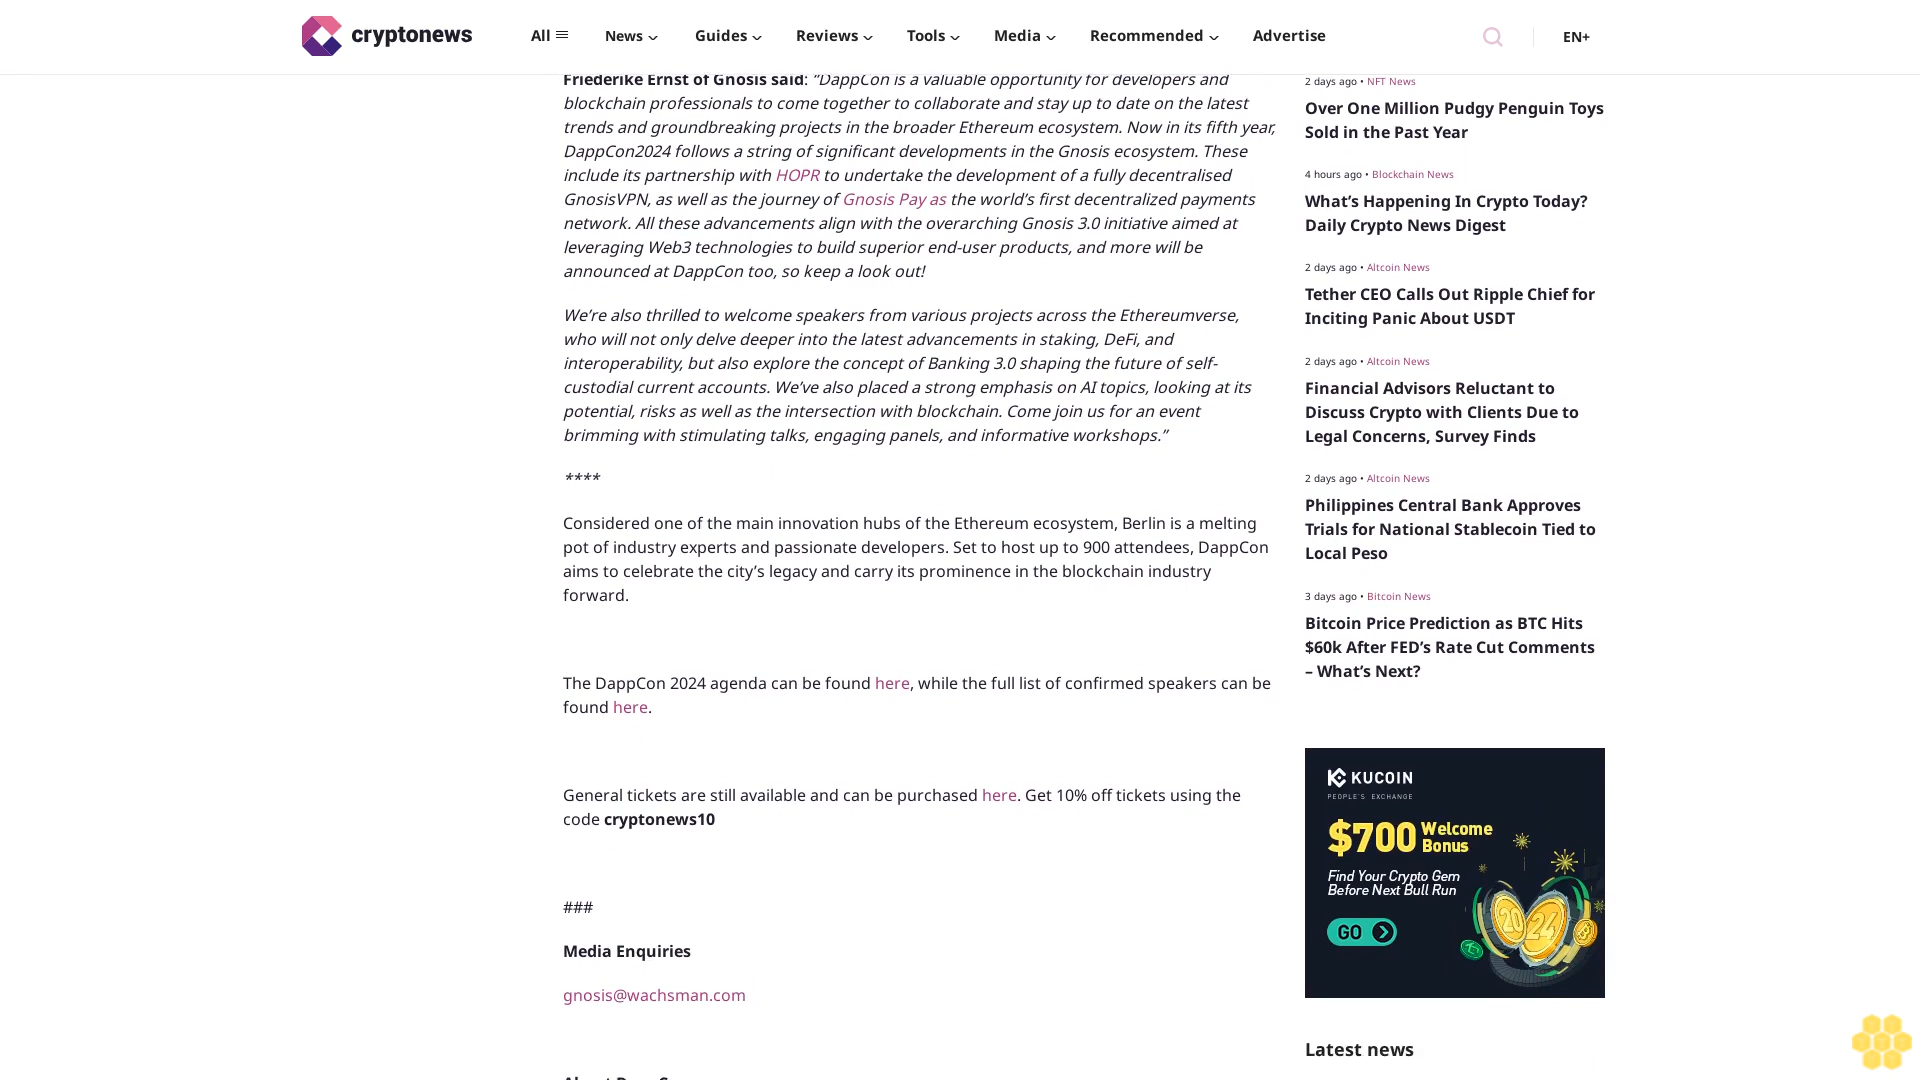 cryptonews
All
News
Guides
Reviews
Tools
Media
Recommended
Advertise
EN+
Friederike Ernst of Gnosis said: “DappCon is a valuable opportunity for developers and
blockchain professionals to come together to collaborate and stay up to date on the latest
trends and groundbreaking projects in the broader Ethereum ecosystem. Now in its fifth year,
DappCon2024 follows a string of significant developments in the Gnosis ecosystem. These
include its partnership with HOPR to undertake the development of a fully decentralised
GnosisVPN, as well as the journey of Gnosis Pay as the world’s first decentralized payments
network. All these advancements align with the overarching Gnosis 3.0 initiative aimed at
leveraging Web3 technologies to build superior end-user products, and more will be
announced at DappCon too, so keep a look out!
We’re also thrilled to welcome speakers from various projects across the Ethereumverse,
who will not only delve deeper into the latest advancements in staking, DeFi, and
interoperability, but also explore the concept of Banking 3.0 shaping the future of self-
custodial current accounts. We’ve also placed a strong emphasis on AI topics, looking at its
potential, risks as well as the intersection with blockchain. Come join us for an event
brimming with stimulating talks, engaging panels, and informative workshops.”
****
Considered one of the main innovation hubs of the Ethereum ecosystem, Berlin is a melting
pot of industry experts and passionate developers. Set to host up to 900 attendees, DappCon
aims to celebrate the city’s legacy and carry its prominence in the blockchain industry
forward.
The DappCon 2024 agenda can be found here, while the full list of confirmed speakers can be
found here.
General tickets are still available and can be purchased here. Get 10% off tickets using the
code cryptonews10
###
Media Enquiries
gnosis@wachsman.com
2 days ago • NFT News
Over One Million Pudgy Penguin Toys
Sold in the Past Year
4 hours ago • Blockchain News
What’s Happening In Crypto Today?
Daily Crypto News Digest
2 days ago • Altcoin News
Tether CEO Calls Out Ripple Chief for
Inciting Panic About USDT
2 days ago • Altcoin News
Financial Advisors Reluctant to
Discuss Crypto with Clients Due to
Legal Concerns, Survey Finds
2 days ago • Altcoin News
Philippines Central Bank Approves
Trials for National Stablecoin Tied to
Local Peso
3 days ago • Bitcoin News
Bitcoin Price Prediction as BTC Hits
$60k After FED’s Rate Cut Comments
– What’s Next?
KUCOIN
PEOPLE'S EXCHANGE
$700 Welcome
Bonus
Find Your Crypto Gem
Before Next Bull Run
GO
20 24
Latest news